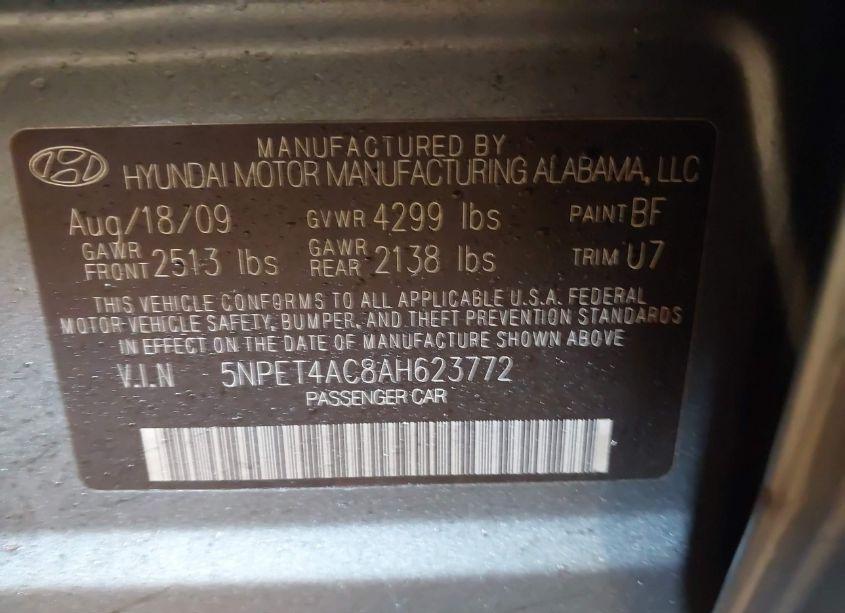 MANUFACTURED BY
HYUNDAI MOTOR MANUFACTURING ALABAMA, LLC
Aug/18/09 GVWR 4299 lbs PAINT BF
GAWR FRONT 2513 lbs GAWR REAR 2138 lbs TRIM U7
THIS VEHICLE CONFORMS TO ALL APPLICABLE U.S.A. FEDERAL
MOTOR-VEHICLE SAFETY, BUMPER, AND THEFT PREVENTION STANDARDS
IN EFFECT ON THE DATE OF MANUFACTURE SHOWN ABOVE
V.I.N 5NPET4AC8AH623772
PASSENGER CAR